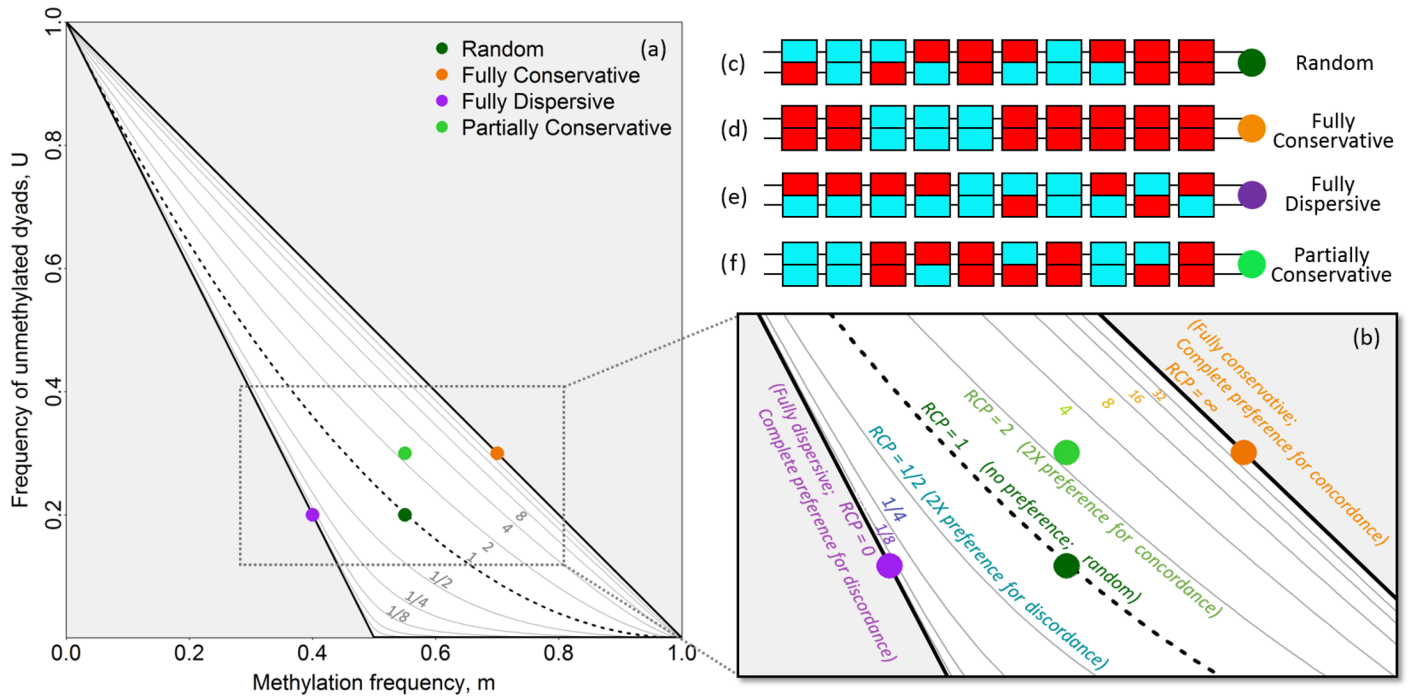 (a)
Random
Fully Conservative
Fully Dispersive
Partially Conservative
Frequency of unmethylated dyads, U
1.0
0.8
0.6
0.4
0.2
8
4
2
1
1/2
1/4
1/8
0.0
0.2
0.4
0.6
0.8
1.0
Methylation frequency, m
(c)
Random
(d)
Fully
Conservative
(e)
Fully
Dispersive
(f)
Partially
Conservative
(b)
(Fully conservative;
Complete preference for concordance)
RCP = ∞
32
16
8
4
RCP = 2 (2X preference for concordance)
RCP = 1 (no preference; random)
RCP = 1/2 (2X preference for discordance)
1/4
1/8
(Fully dispersive; RCP = 0
Complete preference for discordance)